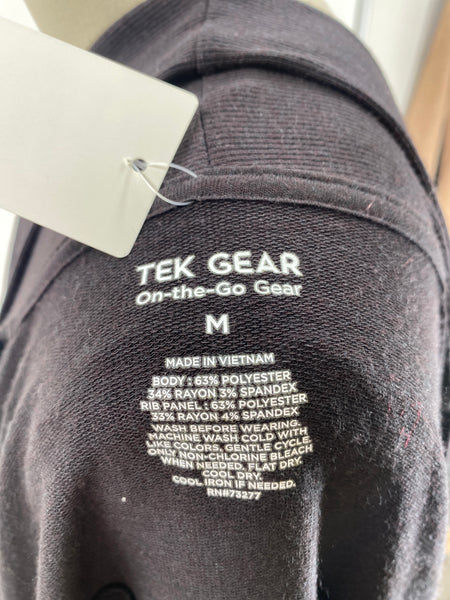 TEK GEAR
On-the-Go Gear
M
MADE IN VIETNAM
BODY : 63% POLYESTER
34% RAYON 3% SPANDEX
RIB PANEL : 63% POLYESTER
33% RAYON 4% SPANDEX
WASH BEFORE WEARING.
MACHINE WASH COLD WITH
LIKE COLORS, GENTLE CYCLE.
ONLY NON-CHLORINE BLEACH
WHEN NEEDED. FLAT DRY.
COOL DRY.
COOL IRON IF NEEDED.
RN#73277